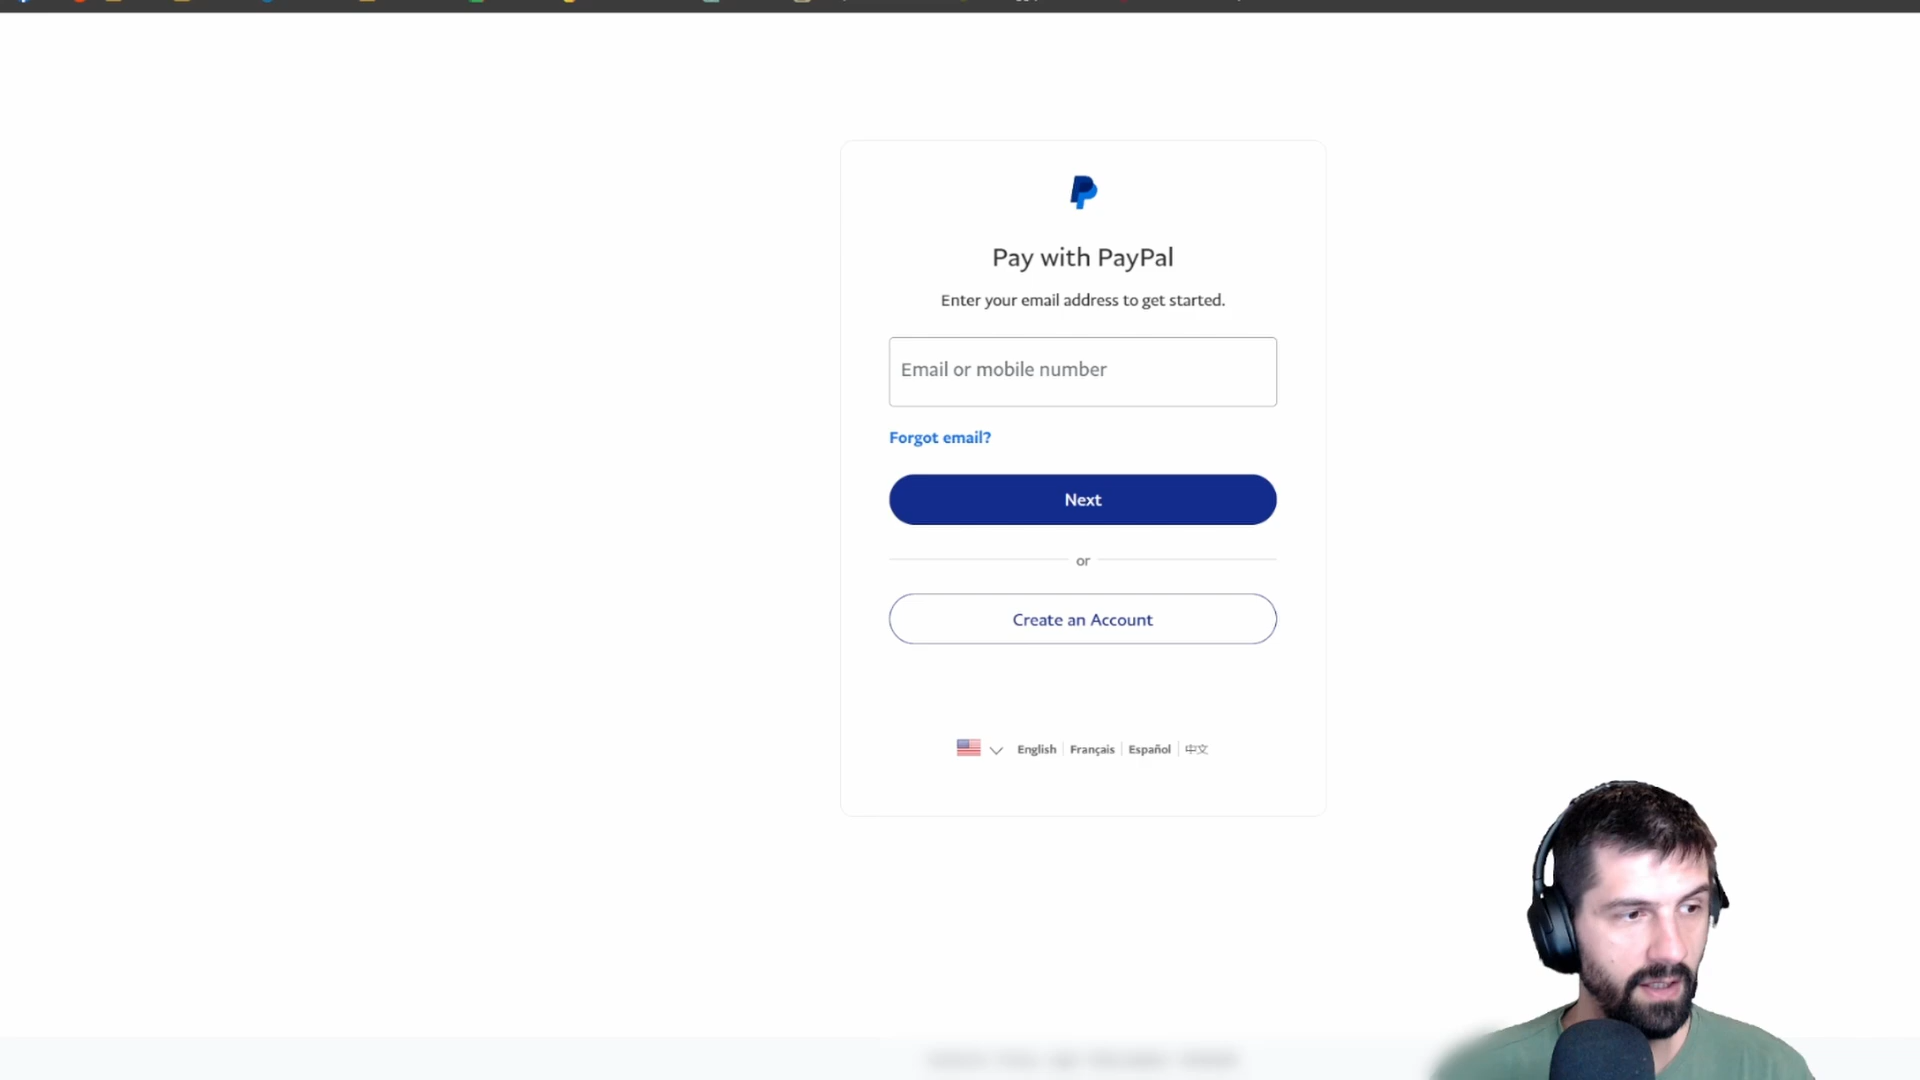 Pay with PayPal
Enter your email address to get started.
Email or mobile number
Forgot email?
Next
or
Create an Account
English Français Español 中文